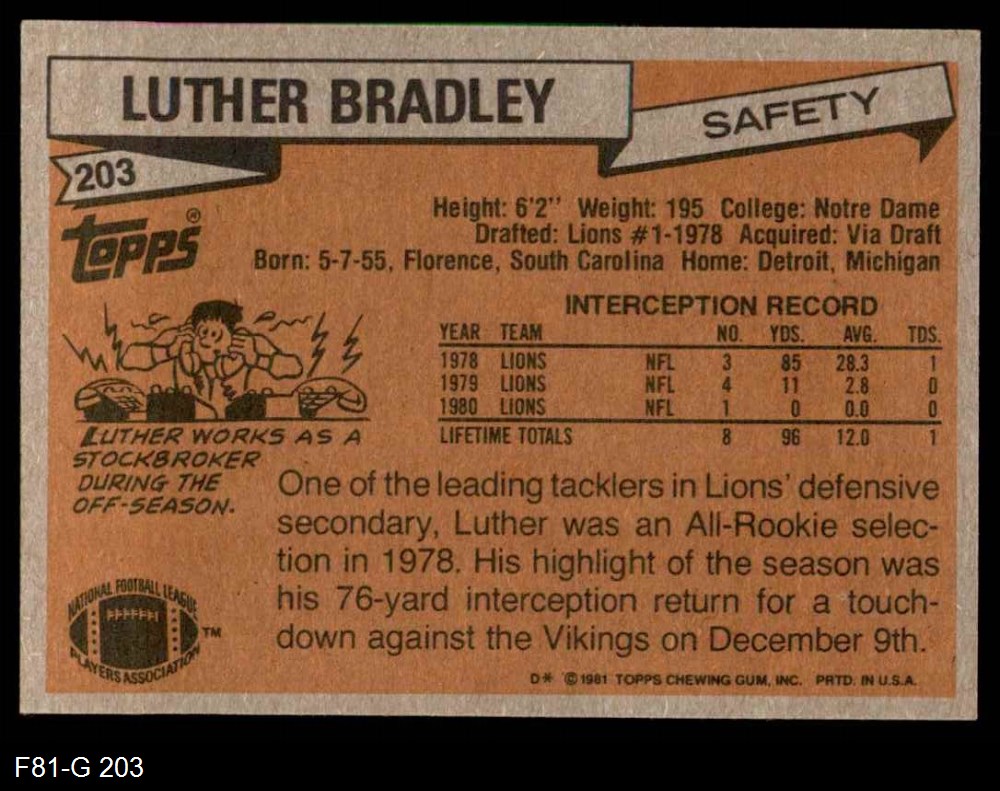 LUTHER BRADLEY
SAFETY
203
TOPPS®
Height: 6'2" Weight: 195 College: Notre Dame
Drafted: Lions #1-1978 Acquired: Via Draft
Born: 5-7-55, Florence, South Carolina Home: Detroit, Michigan
INTERCEPTION RECORD
YEAR TEAM NO. YDS. AVG. TDS.
1978 LIONS NFL 3 85 28.3 1
1979 LIONS NFL 4 11 2.8 0
1980 LIONS NFL 1 0 0.0 0
LIFETIME TOTALS 8 96 12.0 1
LUTHER WORKS AS A
STOCKBROKER
DURING THE
OFF-SEASON.
One of the leading tacklers in Lions' defensive
secondary, Luther was an All-Rookie selec-
tion in 1978. His highlight of the season was
his 76-yard interception return for a touch-
down against the Vikings on December 9th.
NATIONAL FOOTBALL LEAGUE
PLAYERS ASSOCIATION
TM
D* © 1981 TOPPS CHEWING GUM, INC. PRTD. IN U.S.A.
F81-G 203